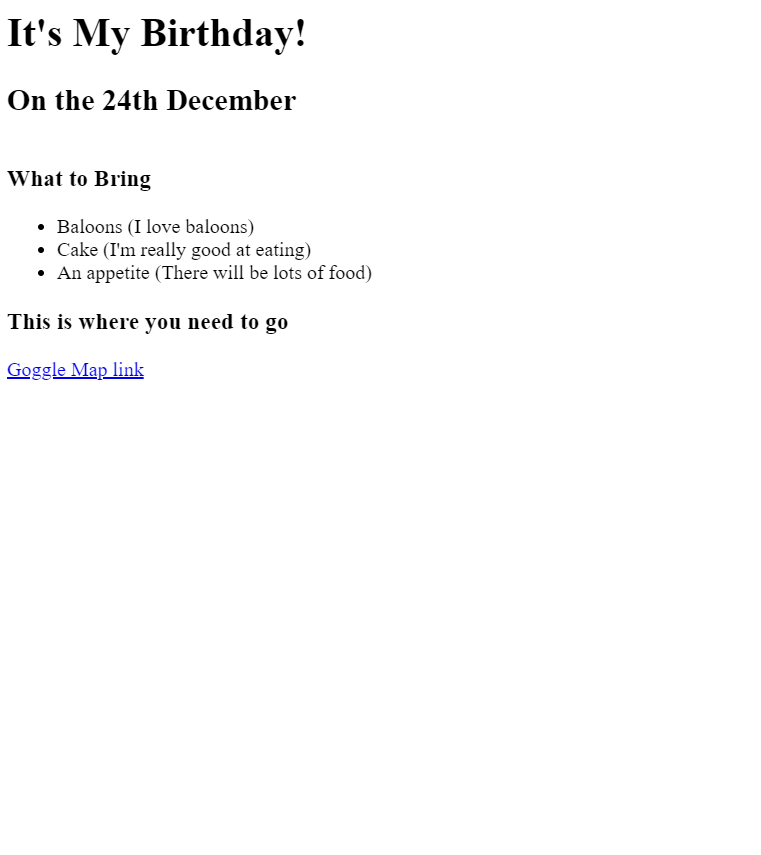 It's My Birthday!
On the 24th December
What to Bring
Baloons (I love baloons)
Cake (I'm really good at eating)
An appetite (There will be lots of food)
This is where you need to go
Goggle Map link